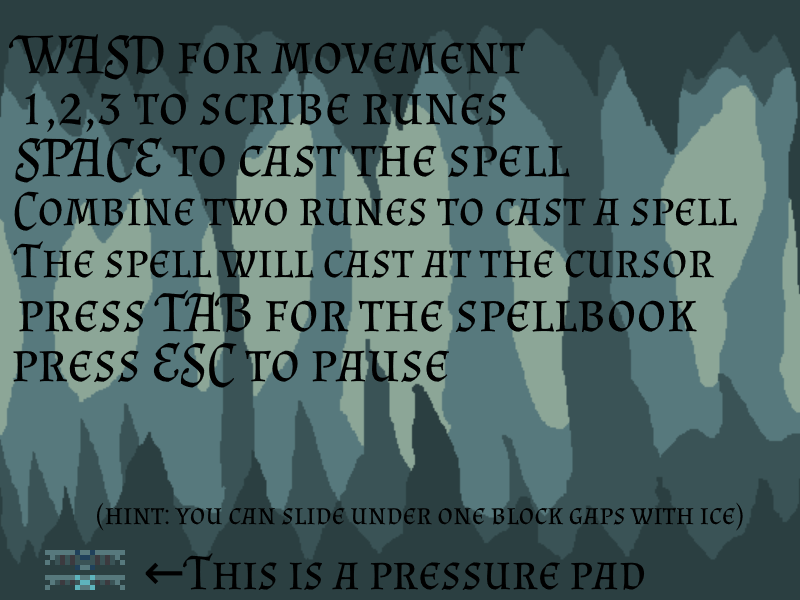 WASD FOR MOVEMENT
1,2,3 TO SCRIBE RUNES
SPACE TO CAST THE SPELL
COMBINE TWO RUNES TO CAST A SPELL
THE SPELL WILL CAST AT THE CURSOR
PRESS TAB FOR THE SPELLBOOK
PRESS ESC TO PAUSE
(HINT: YOU CAN SLIDE UNDER ONE BLOCK GAPS WITH ICE)
←THIS IS A PRESSURE PAD